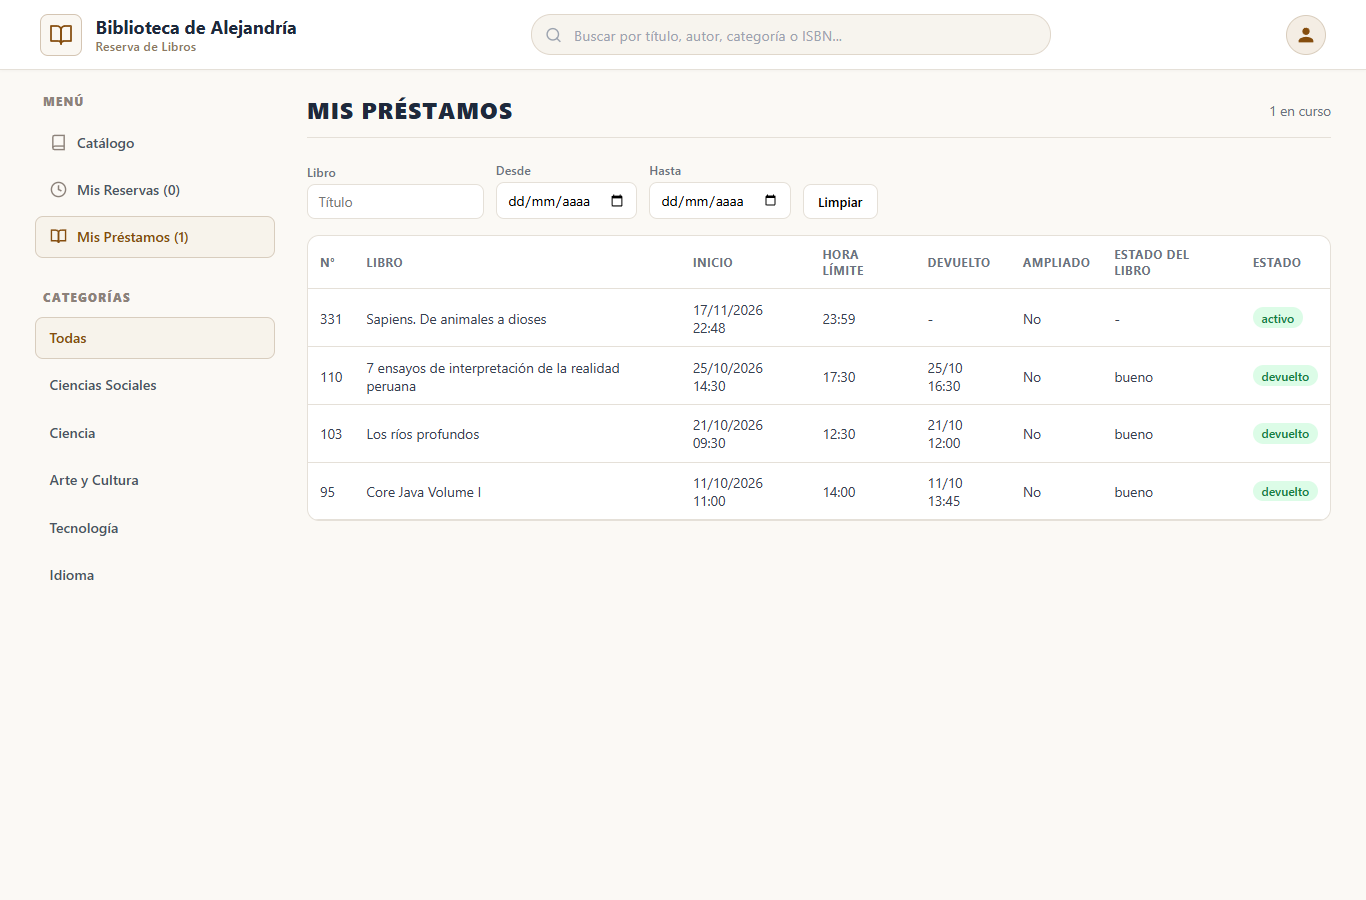 Biblioteca de Alejandría
Reserva de Libros
Buscar por título, autor, categoría o ISBN...
MENÚ
Catálogo
Mis Reservas (0)
Mis Préstamos (1)
CATEGORÍAS
Todas
Ciencias Sociales
Ciencia
Arte y Cultura
Tecnología
Idioma
MIS PRÉSTAMOS
1 en curso
Libro
Título
Desde
dd/mm/aaaa
Hasta
dd/mm/aaaa
Limpiar
N° LIBRO INICIO HORA LÍMITE DEVUELTO AMPLIADO ESTADO DEL LIBRO ESTADO
331 Sapiens. De animales a dioses 17/11/2026 22:48 23:59 - No - activo
110 7 ensayos de interpretación de la realidad peruana 25/10/2026 14:30 17:30 25/10 16:30 No bueno devuelto
103 Los ríos profundos 21/10/2026 09:30 12:30 21/10 12:00 No bueno devuelto
95 Core Java Volume I 11/10/2026 11:00 14:00 11/10 13:45 No bueno devuelto